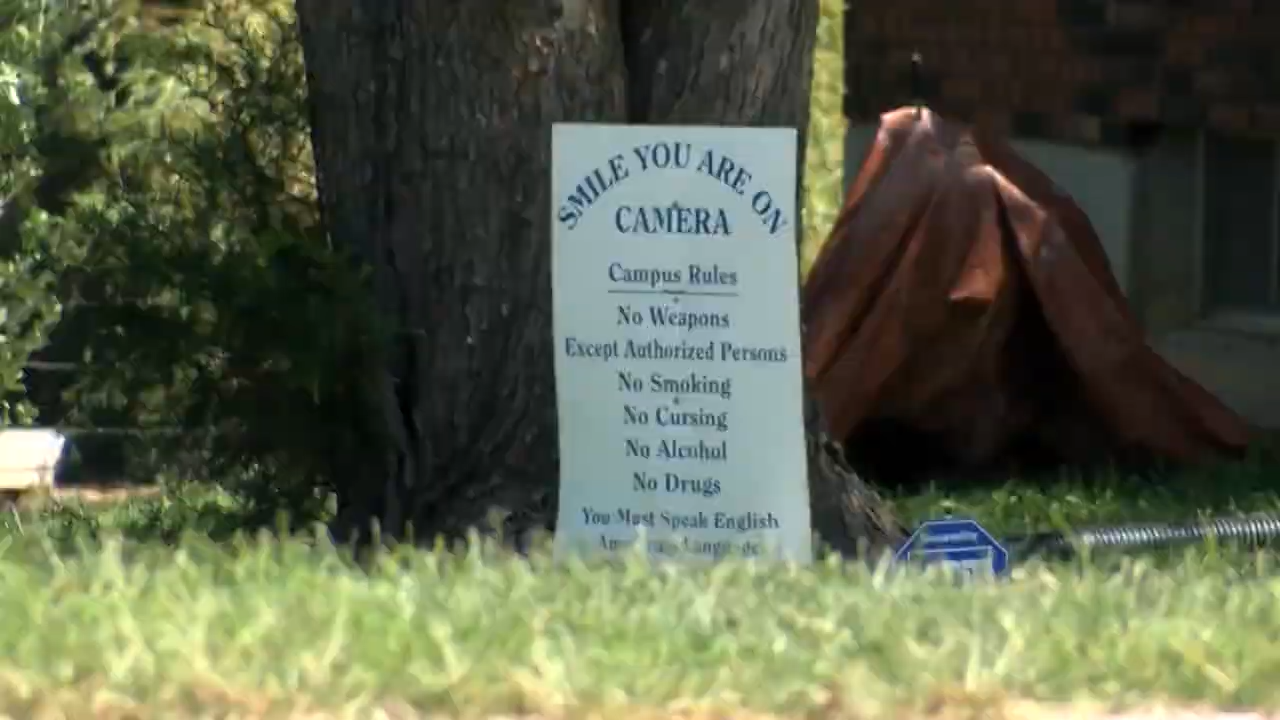 SMILE YOU ARE ON
CAMERA
Campus Rules
No Weapons
Except Authorized Persons
No Smoking
No Cursing
No Alcohol
No Drugs
You Must Speak English